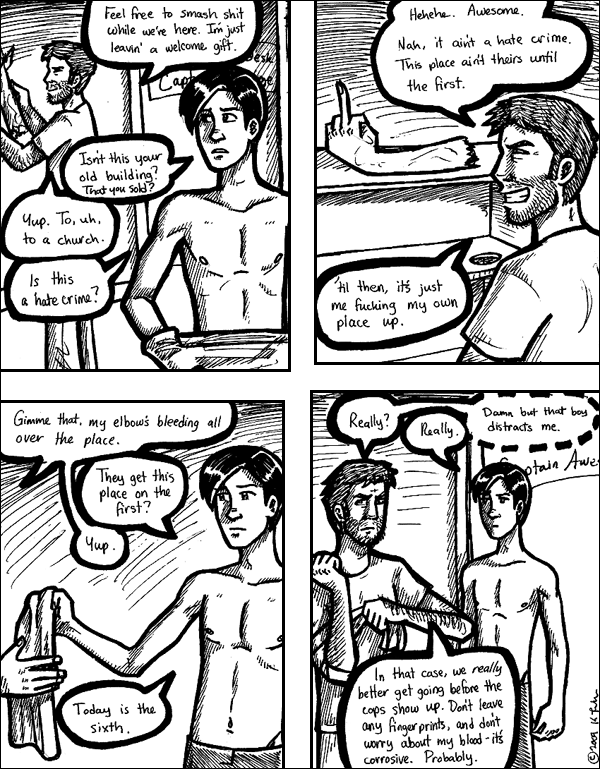 Feel free to smash shit
while we're here. I'm just
leavin' a welcome gift.
Desk
Capt
Isn't this your
old building?
That you sold?
Yup. To, uh,
to a church.
Is this
a hate crime?
Hehehe.. Awesome.
Nah, it ain't a hate crime.
This place ain't theirs until
the first.
'Til then, it's just
me fucking my own
place up.
Gimme that, my elbow's bleeding all
over the place.
They get this
place on the
first?
Yup.
Today is the
sixth.
Really?
Really.
Damn but that boy
distracts me.
Captain Awes
In that case, we really
better get going before the
cops show up. Don't leave
any fingerprints, and don't
worry about my blood - it's
corrosive. Probably.